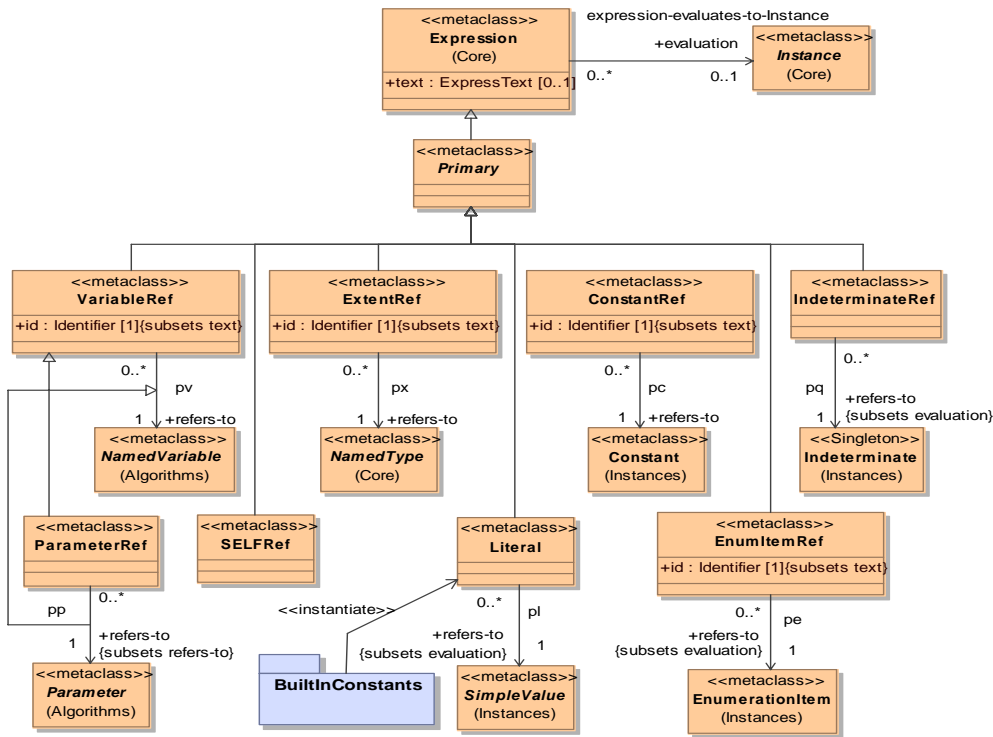 <<metaclass>>
Expression
(Core)
+text : ExpressText [0..1]
expression-evaluates-to-Instance
+evaluation
0..*
0..1
<<metaclass>>
Instance
(Core)
<<metaclass>>
Primary
<<metaclass>>
VariableRef
+id : Identifier [1]{subsets text}
<<metaclass>>
ExtentRef
+id : Identifier [1]{subsets text}
<<metaclass>>
ConstantRef
+id : Identifier [1]{subsets text}
<<metaclass>>
IndeterminateRef
0..*
pv
1
+refers-to
0..*
px
1
+refers-to
0..*
pc
1
+refers-to
0..*
pq
1
+refers-to
{subsets evaluation}
<<metaclass>>
NamedVariable
(Algorithms)
<<metaclass>>
NamedType
(Core)
<<metaclass>>
Constant
(Instances)
<<Singleton>>
Indeterminate
(Instances)
<<metaclass>>
ParameterRef
<<metaclass>>
SELFRef
<<metaclass>>
Literal
<<metaclass>>
EnumItemRef
+id : Identifier [1]{subsets text}
0..*
pp
1
+refers-to
{subsets refers-to}
<<instantiate>>
0..*
pl
+refers-to
{subsets evaluation}
1
0..*
pe
+refers-to
{subsets evaluation}
1
<<metaclass>>
Parameter
(Algorithms)
BuiltInConstants
<<metaclass>>
SimpleValue
(Instances)
<<metaclass>>
EnumerationItem
(Instances)